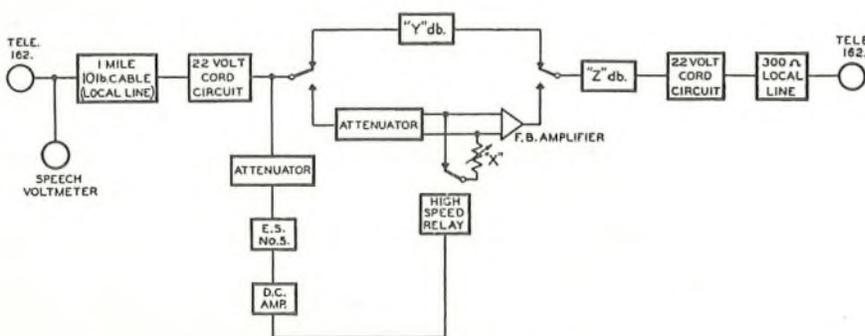 TELE.
162.
1 MILE
10lb. CABLE
(LOCAL LINE)
22 VOLT
CORD
CIRCUIT
"Y" db.
"Z" db.
22 VOLT
CORD
CIRCUIT
300 Ω
LOCAL
LINE
TELE
162.
SPEECH
VOLTMETER
ATTENUATOR
F.B. AMPLIFIER
"X"
ATTENUATOR
HIGH
SPEED
RELAY
E.S.
No.5.
D.C.
AMP.